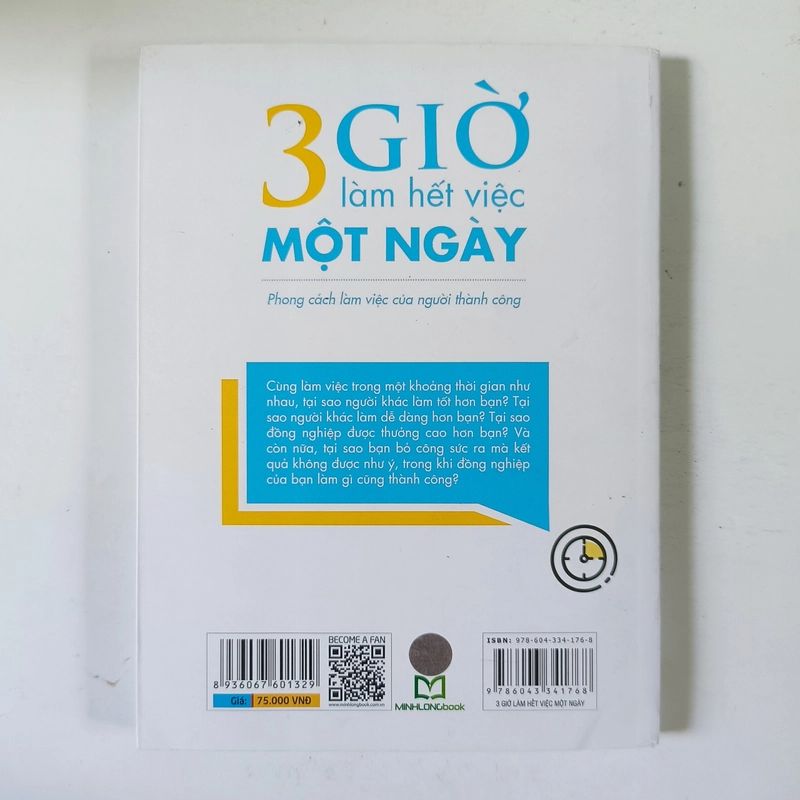 3 GIỜ
làm hết việc
MỘT NGÀY
Phong cách làm việc của người thành công
Cùng làm việc trong một khoảng thời gian như
nhau, tại sao người khác làm tốt hơn bạn? Tại
sao người khác làm dễ dàng hơn bạn? Tại sao
đồng nghiệp được thưởng cao hơn bạn? Và
còn nữa, tại sao bạn bỏ công sức ra mà kết
quả không được như ý, trong khi đồng nghiệp
của bạn làm gì cũng thành công?
8 936067 601329
Giá: 75.000 VNĐ
BECOME A FAN
www.minhlongbook.vn
MINHLONGbook
ISBN: 978-604-334-176-8
9 786043 341768
3 GIỜ LÀM HẾT VIỆC MỘT NGÀY